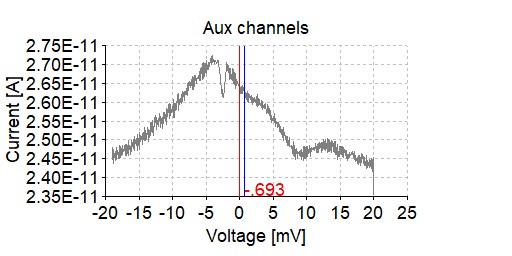 Aux channels
2.75E-11
2.70E-11
2.65E-11
2.60E-11
2.55E-11
2.50E-11
2.45E-11
2.40E-11
2.35E-11
Current [A]
-.693
-20 -15 -10 -5 0 5 10 15 20 25
Voltage [mV]